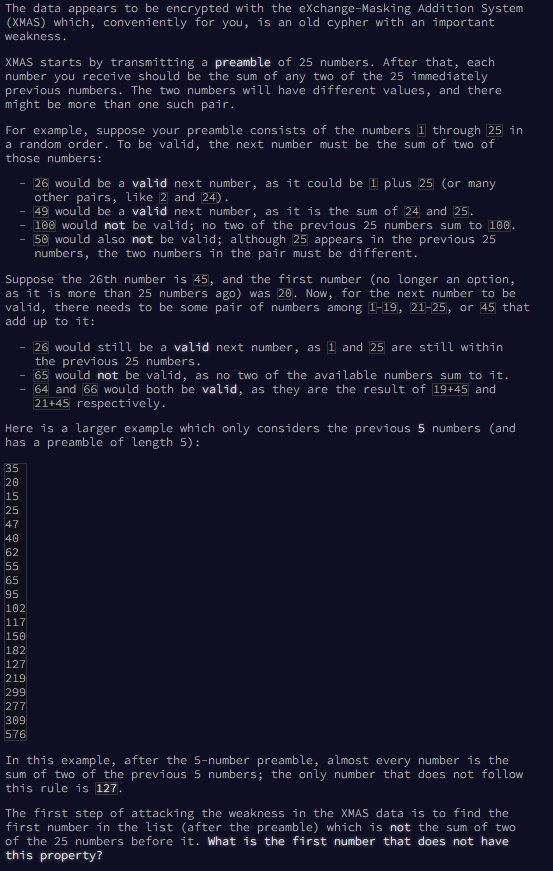 The data appears to be encrypted with the eXchange-Masking Addition System
(XMAS) which, conveniently for you, is an old cypher with an important
weakness.
XMAS starts by transmitting a preamble of 25 numbers. After that, each
number you receive should be the sum of any two of the 25 immediately
previous numbers. The two numbers will have different values, and there
might be more than one such pair.
For example, suppose your preamble consists of the numbers 1 through 25 in
a random order. To be valid, the next number must be the sum of two of
those numbers:
- 26 would be a valid next number, as it could be 1 plus 25 (or many
other pairs, like 2 and 24).
- 49 would be a valid next number, as it is the sum of 24 and 25.
- 100 would not be valid; no two of the previous 25 numbers sum to 100.
- 50 would also not be valid; although 25 appears in the previous 25
numbers, the two numbers in the pair must be different.
Suppose the 26th number is 45, and the first number (no longer an option,
as it is more than 25 numbers ago) was 20. Now, for the next number to be
valid, there needs to be some pair of numbers among 1-19, 21-25, or 45 that
add up to it:
- 26 would still be a valid next number, as 1 and 25 are still within
the previous 25 numbers.
- 65 would not be valid, as no two of the available numbers sum to it.
- 64 and 66 would both be valid, as they are the result of 19+45 and
21+45 respectively.
Here is a larger example which only considers the previous 5 numbers (and
has a preamble of length 5):
35
20
15
25
47
40
62
55
65
95
102
117
150
182
127
219
299
277
309
576
In this example, after the 5-number preamble, almost every number is the
sum of two of the previous 5 numbers; the only number that does not follow
this rule is 127.
The first step of attacking the weakness in the XMAS data is to find the
first number in the list (after the preamble) which is not the sum of two
of the 25 numbers before it. What is the first number that does not have
this property?